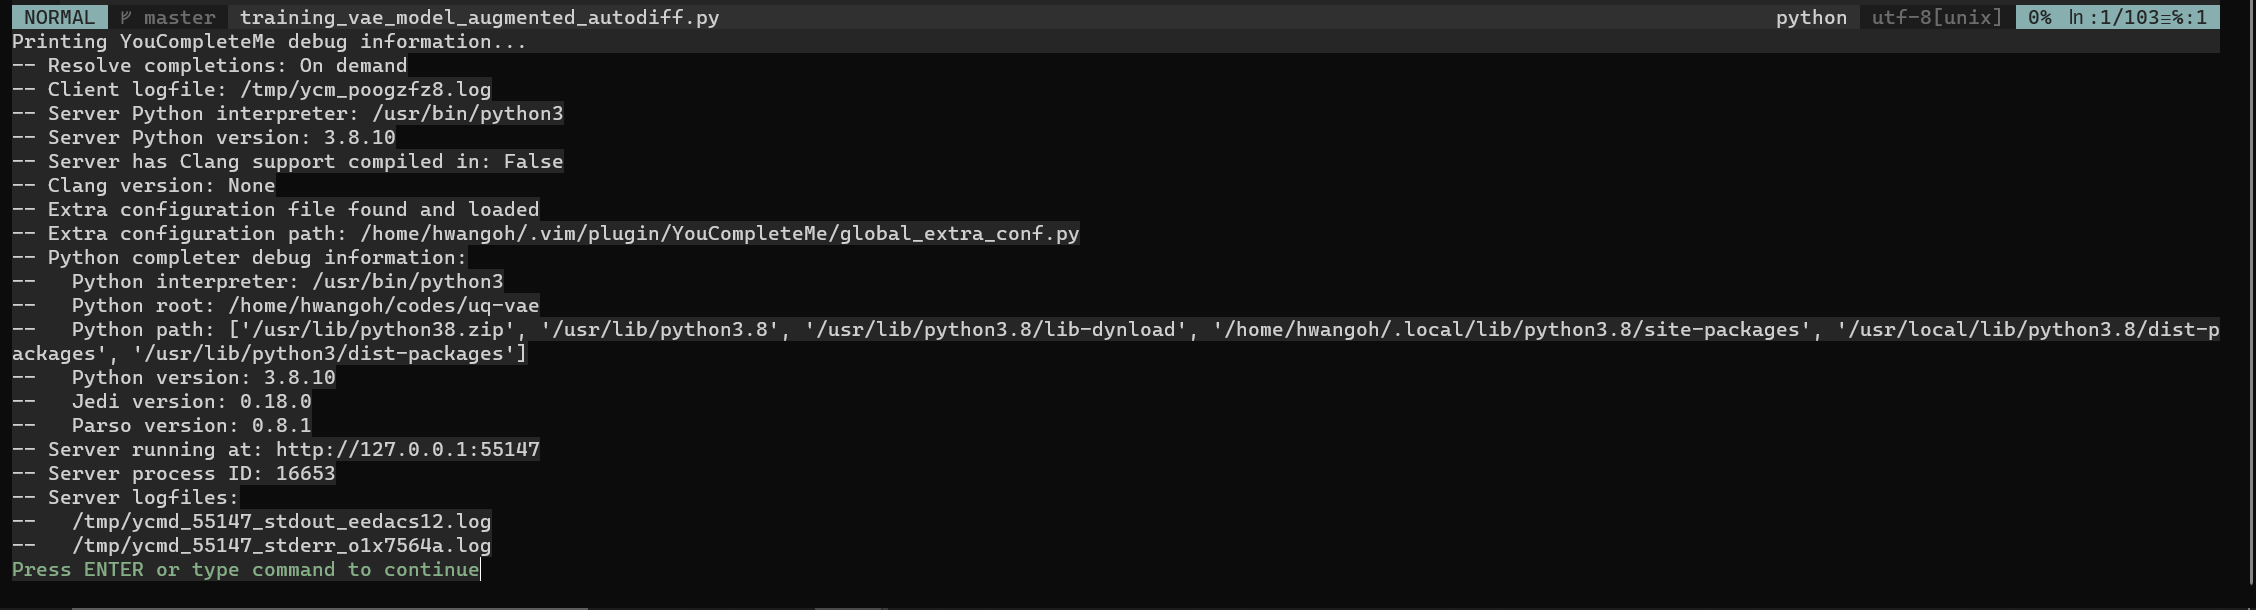 NORMAL master training_vae_model_augmented_autodiff.py python utf-8[unix] 0% ln :1/103≡℅:1
Printing YouCompleteMe debug information...
-- Resolve completions: On demand
-- Client logfile: /tmp/ycm_poogzfz8.log
-- Server Python interpreter: /usr/bin/python3
-- Server Python version: 3.8.10
-- Server has Clang support compiled in: False
-- Clang version: None
-- Extra configuration file found and loaded
-- Extra configuration path: /home/hwangoh/.vim/plugin/YouCompleteMe/global_extra_conf.py
-- Python completer debug information:
--   Python interpreter: /usr/bin/python3
--   Python root: /home/hwangoh/codes/uq-vae
--   Python path: ['/usr/lib/python38.zip', '/usr/lib/python3.8', '/usr/lib/python3.8/lib-dynload', '/home/hwangoh/.local/lib/python3.8/site-packages', '/usr/local/lib/python3.8/dist-p
ackages', '/usr/lib/python3/dist-packages']
--   Python version: 3.8.10
--   Jedi version: 0.18.0
--   Parso version: 0.8.1
-- Server running at: http://127.0.0.1:55147
-- Server process ID: 16653
-- Server logfiles:
--   /tmp/ycmd_55147_stdout_eedacs12.log
--   /tmp/ycmd_55147_stderr_o1x7564a.log
Press ENTER or type command to continue